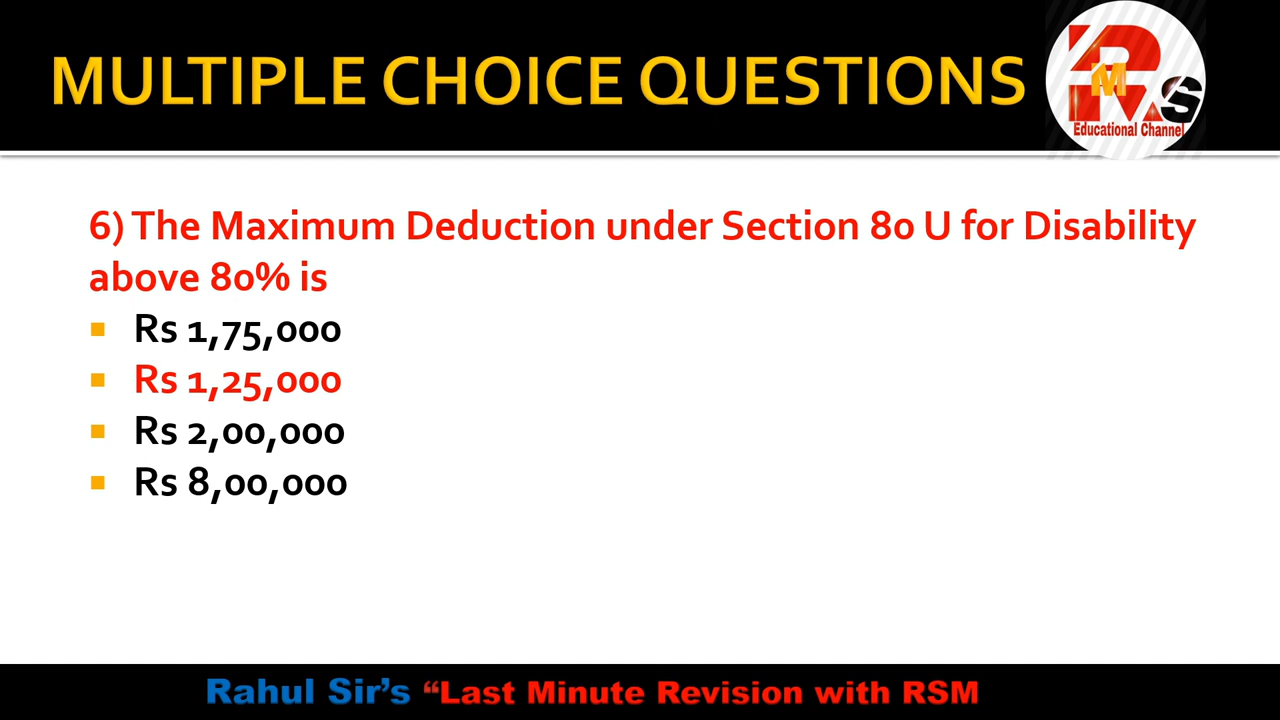 MULTIPLE CHOICE QUESTIONS
RMS
Educational Channel
6) The Maximum Deduction under Section 80 U for Disability
above 80% is
Rs 1,75,000
Rs 1,25,000
Rs 2,00,000
Rs 8,00,000
Rahul Sir's “Last Minute Revision with RSM